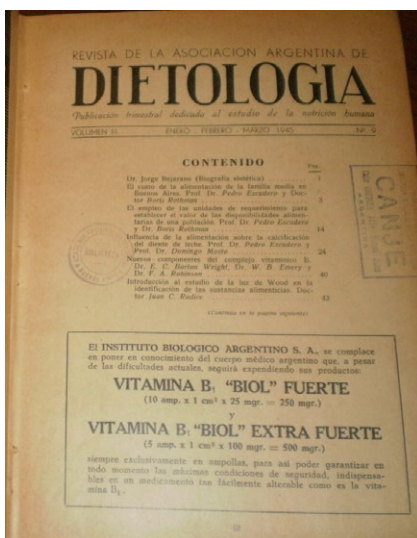 REVISTA DE LA ASOCIACION ARGENTINA DE
DIETOLOGIA
Publicación trimestral dedicada al estudio de la nutrición humana
VOLUMEN III ENERO - FEBRERO - MARZO 1945 Nº 9
CONTENIDO
Pág.
Dr. Jorge Bejarano (Biografía sintética) 1
El costo de la alimentación de la familia media en
Buenos Aires. Prof. Dr. Pedro Escudero y Doc-
tor Boris Rothman 3
El empleo de las unidades de requerimiento para
establecer el valor de las disponibilidades alimen-
tarias de una población. Prof. Dr. Pedro Escudero
y Dr. Boris Rothman 14
Influencia de la alimentación sobre la calcificación
del diente de leche. Prof. Dr. Pedro Escudero y
Prof. Dr. Domingo 24
Nuevos componentes del complejo vitamínico B.
Dr. E. C. Barton Wright, Dr. W. B. Emery y
Dr. F. A. Robinson 40
Introducción al estudio de la luz de Wood en la
identificación de las sustancias alimenticias. Doc-
tor Juan C. 43
(Continúa en la página siguiente)
CANJE
El INSTITUTO BIOLOGICO ARGENTINO S. A., se complace
en poner en conocimiento del cuerpo médico argentino que, a pesar
de las dificultades actuales, seguirá expendiendo sus productos:
VITAMINA B₁ "BIOL" FUERTE
(10 amp. x 1 cm³ x 25 mgr. = 250 mgr.)
y
VITAMINA B₁ "BIOL" EXTRA FUERTE
(5 amp. x 1 cm³ x 100 mgr. = 500 mgr.)
siempre exclusivamente en ampollas, para así poder garantizar en
todo momento las máximas condiciones de seguridad, indispensa-
bles en un medicamento tan fácilmente alterable como es la vita-
mina B₁.